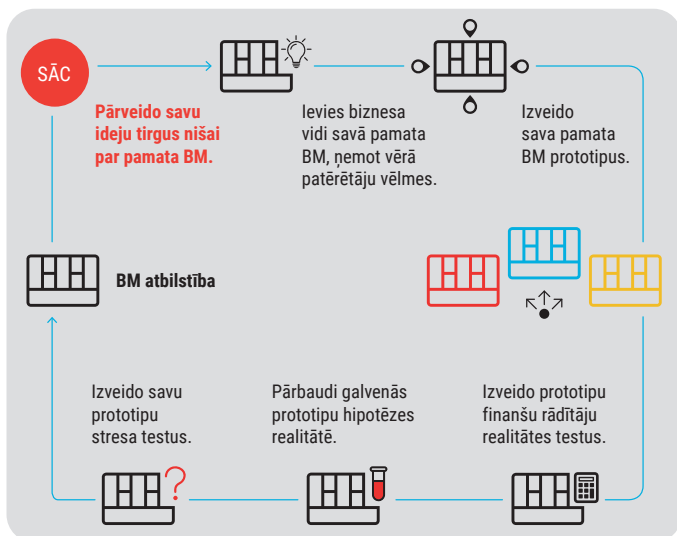 SĀC
Pārveido savu
ideju tirgus nišai
par pamata BM.
Ievies biznesa
vidi savā pamata
BM, ņemot vērā
patērētāju vēlmes.
Izveido
sava pamata
BM prototipus.
BM atbilstība
Izveido savu
prototipu
stresa testus.
Pārbaudi galvenās
prototipu hipotēzes
realitātē.
Izveido prototipu
finanšu rādītāju
realitātes testus.
?